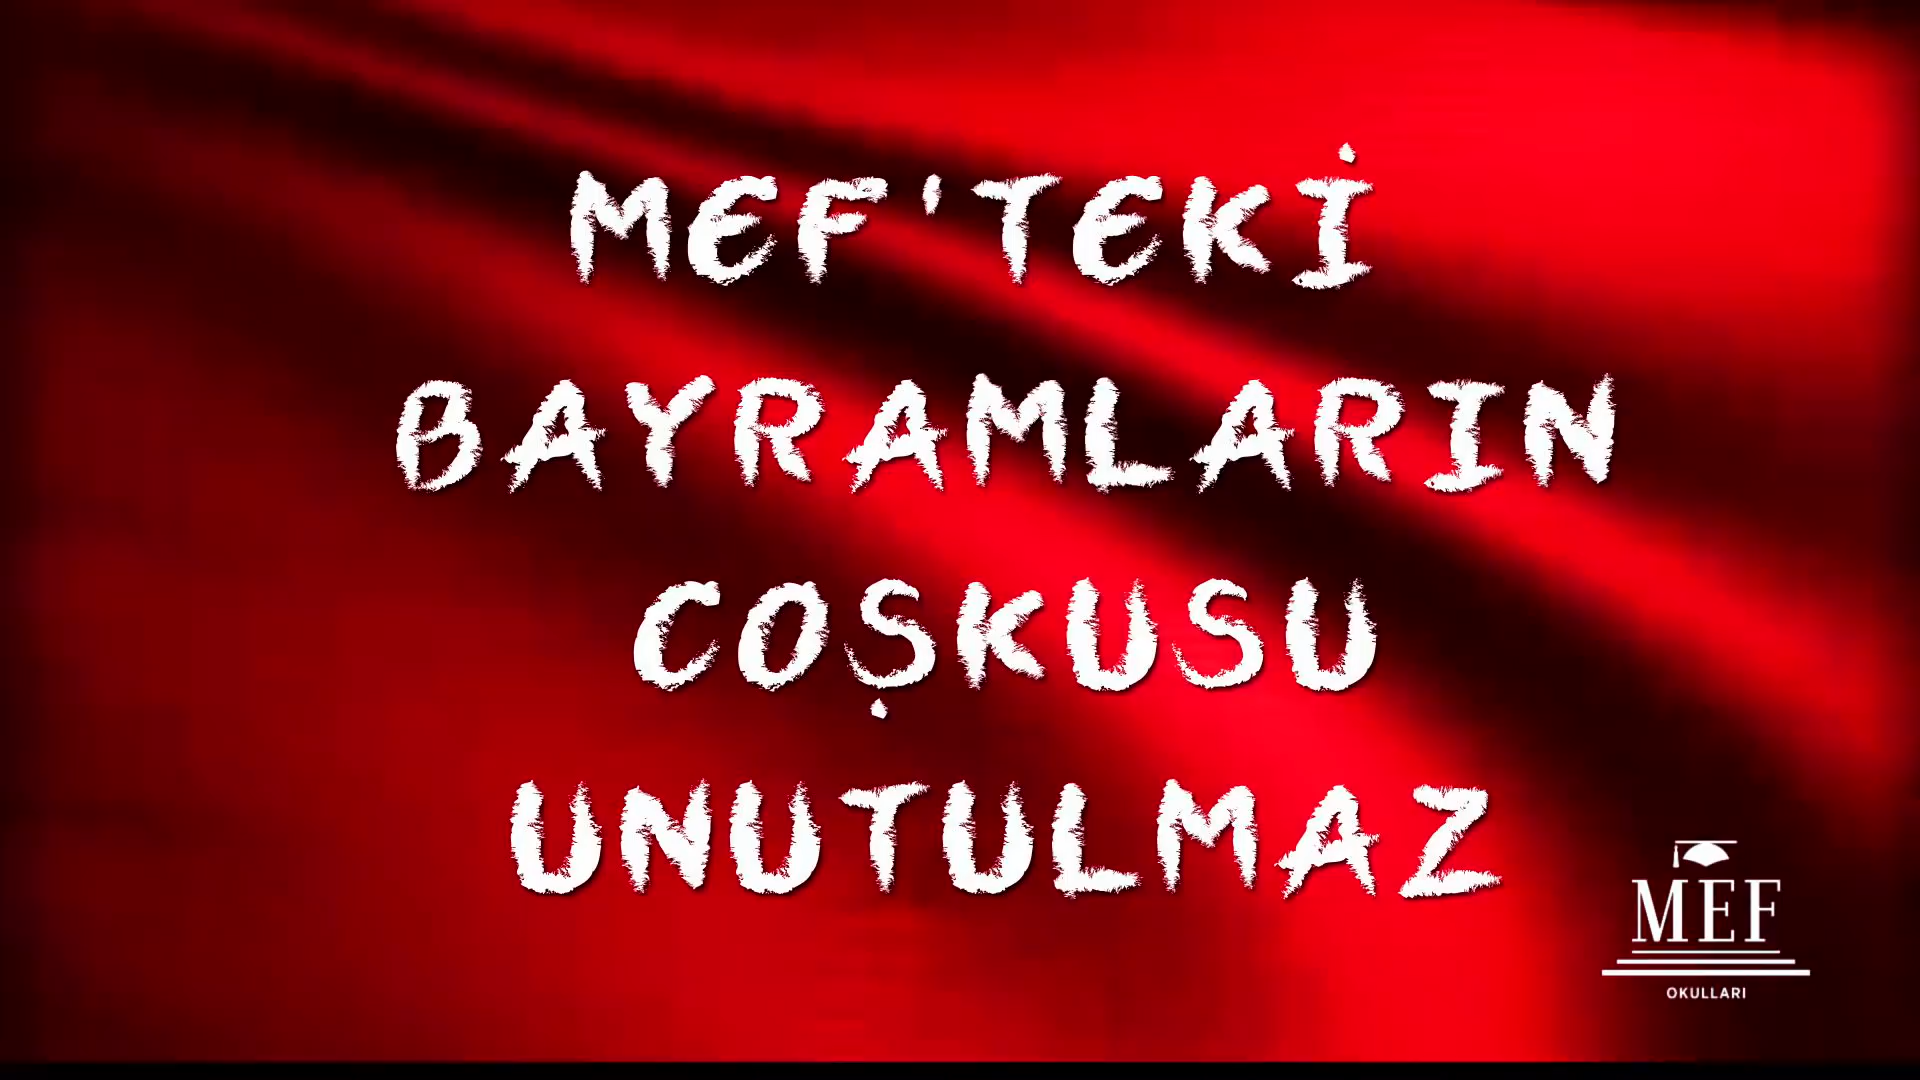 MEF'TEKİ
BAYRAMLARIN
COŞKUSU
UNUTULMAZ
MEF
OKULLARI